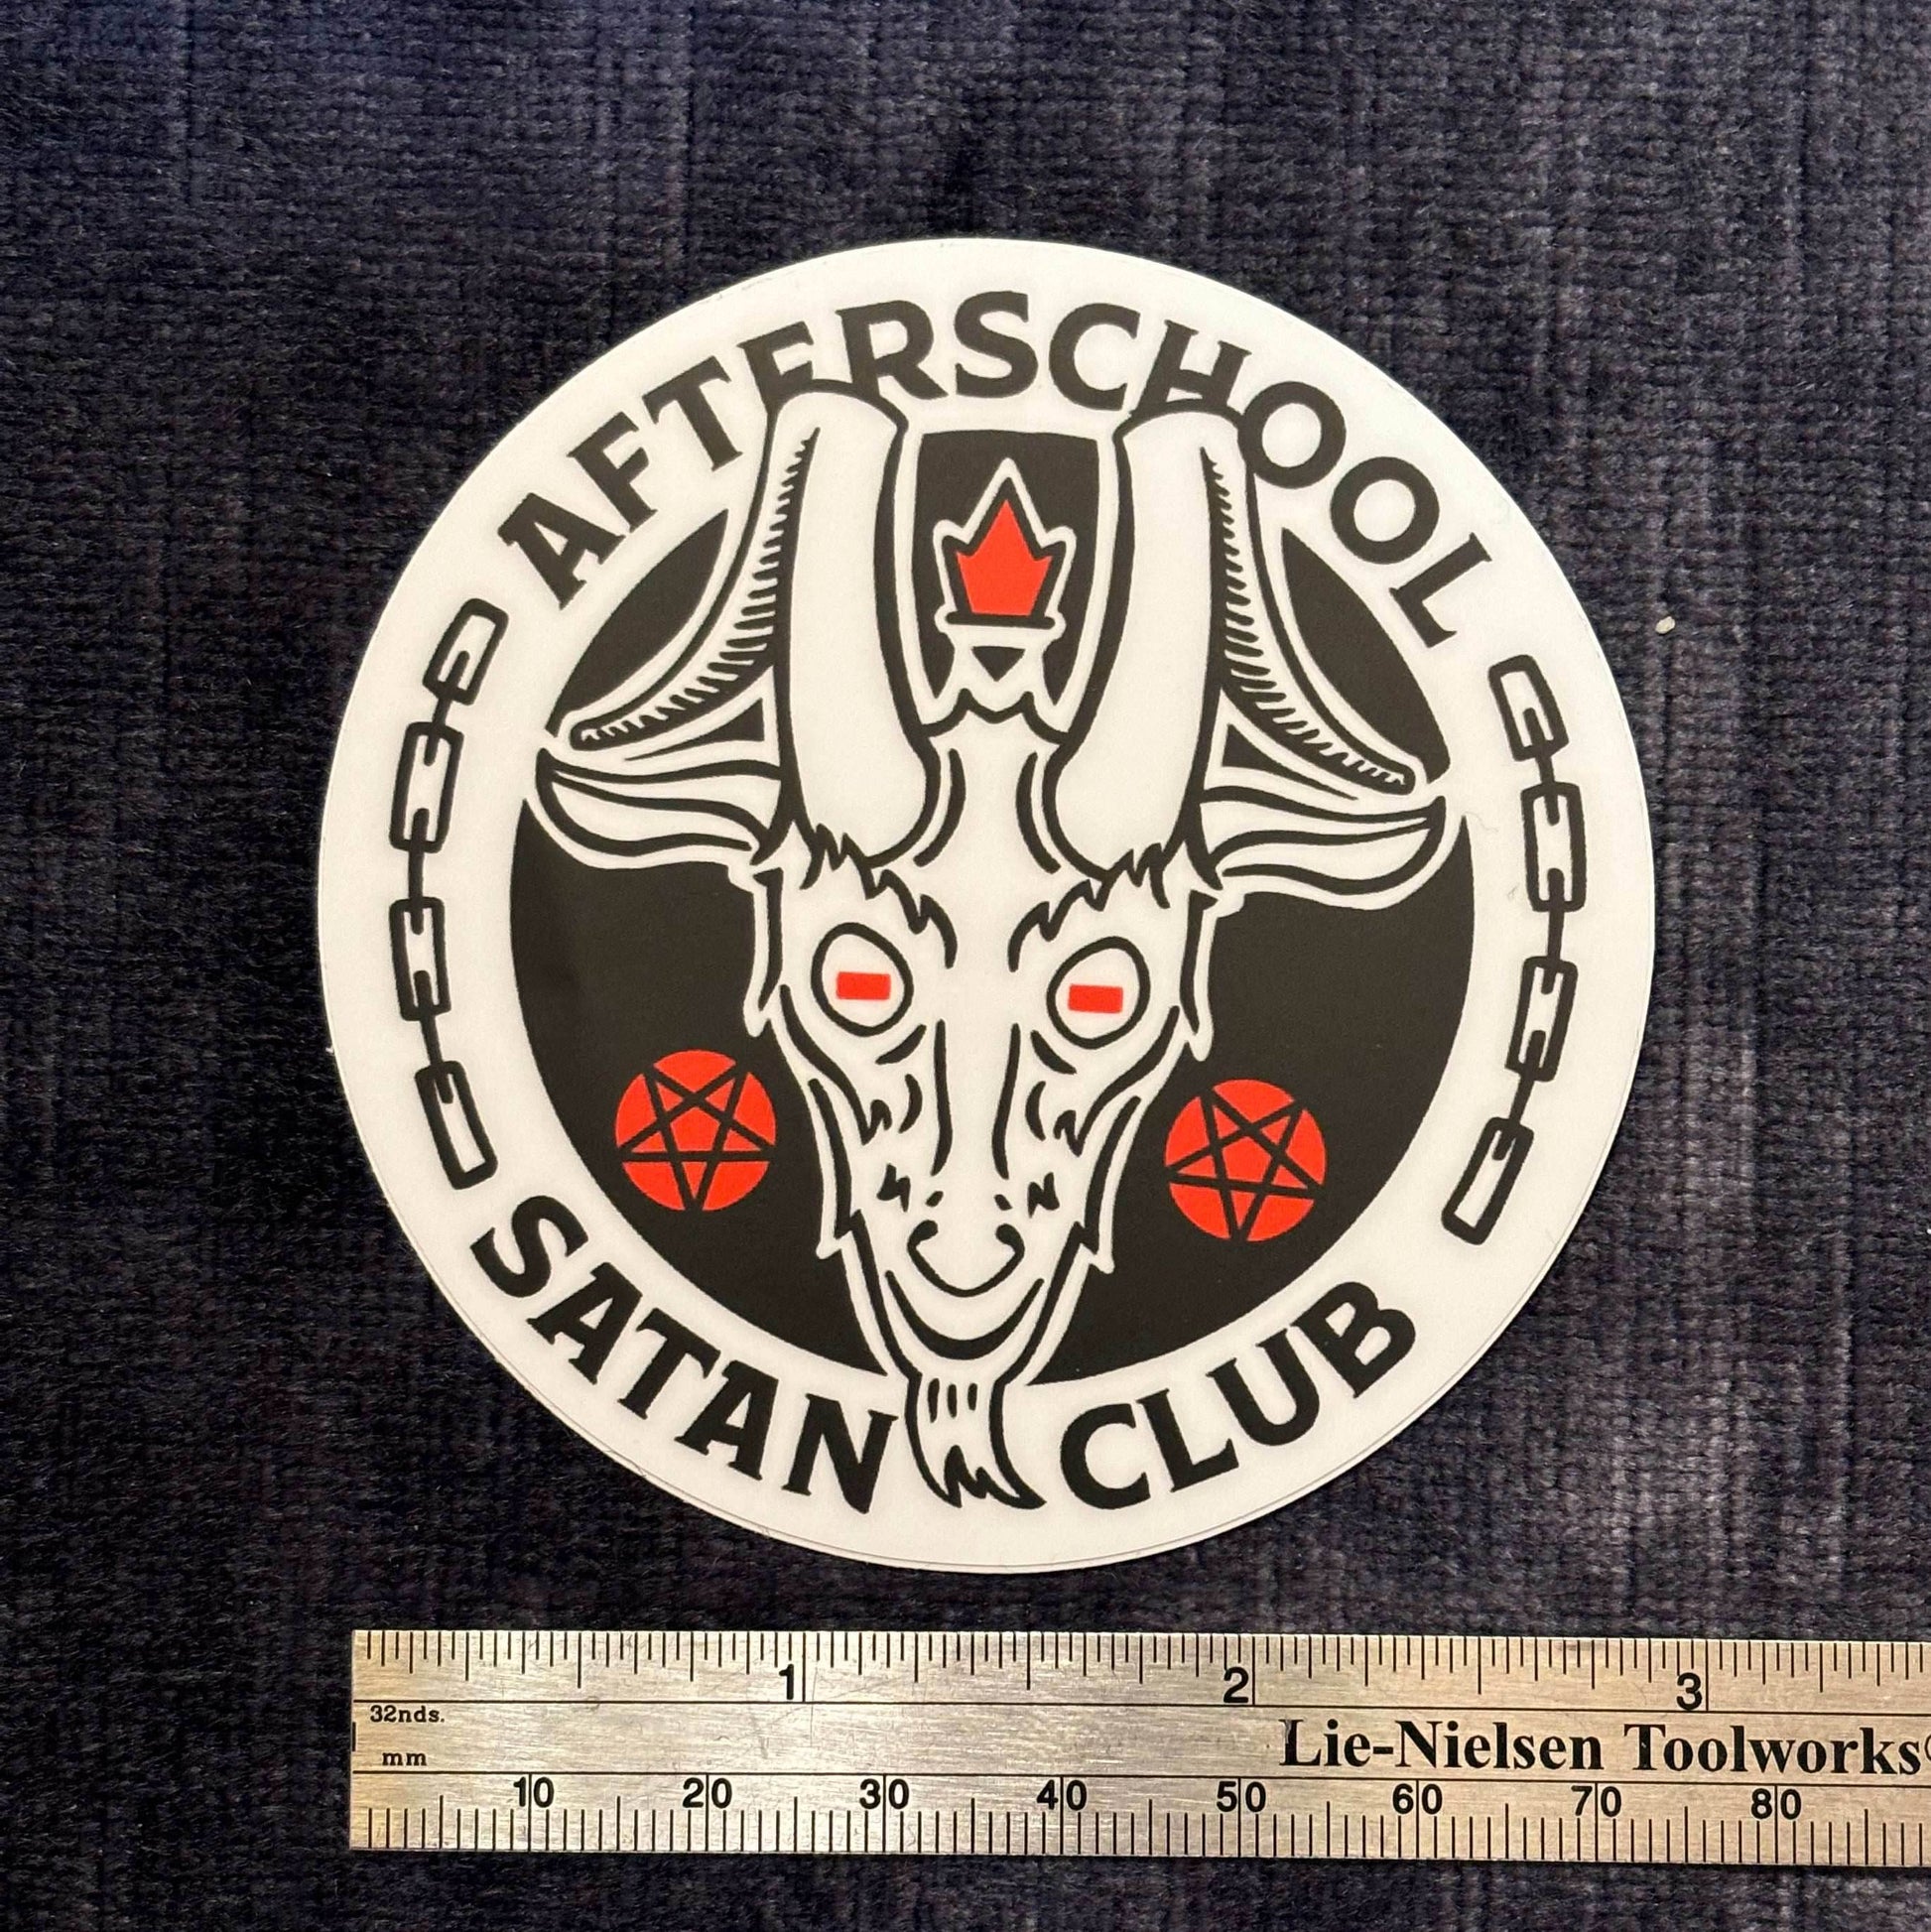 AFTERSCHOOL
SATAN CLUB
1 2 3
32nds.
Lie-Nielsen Toolworks®
mm
10 20 30 40 50 60 70 80